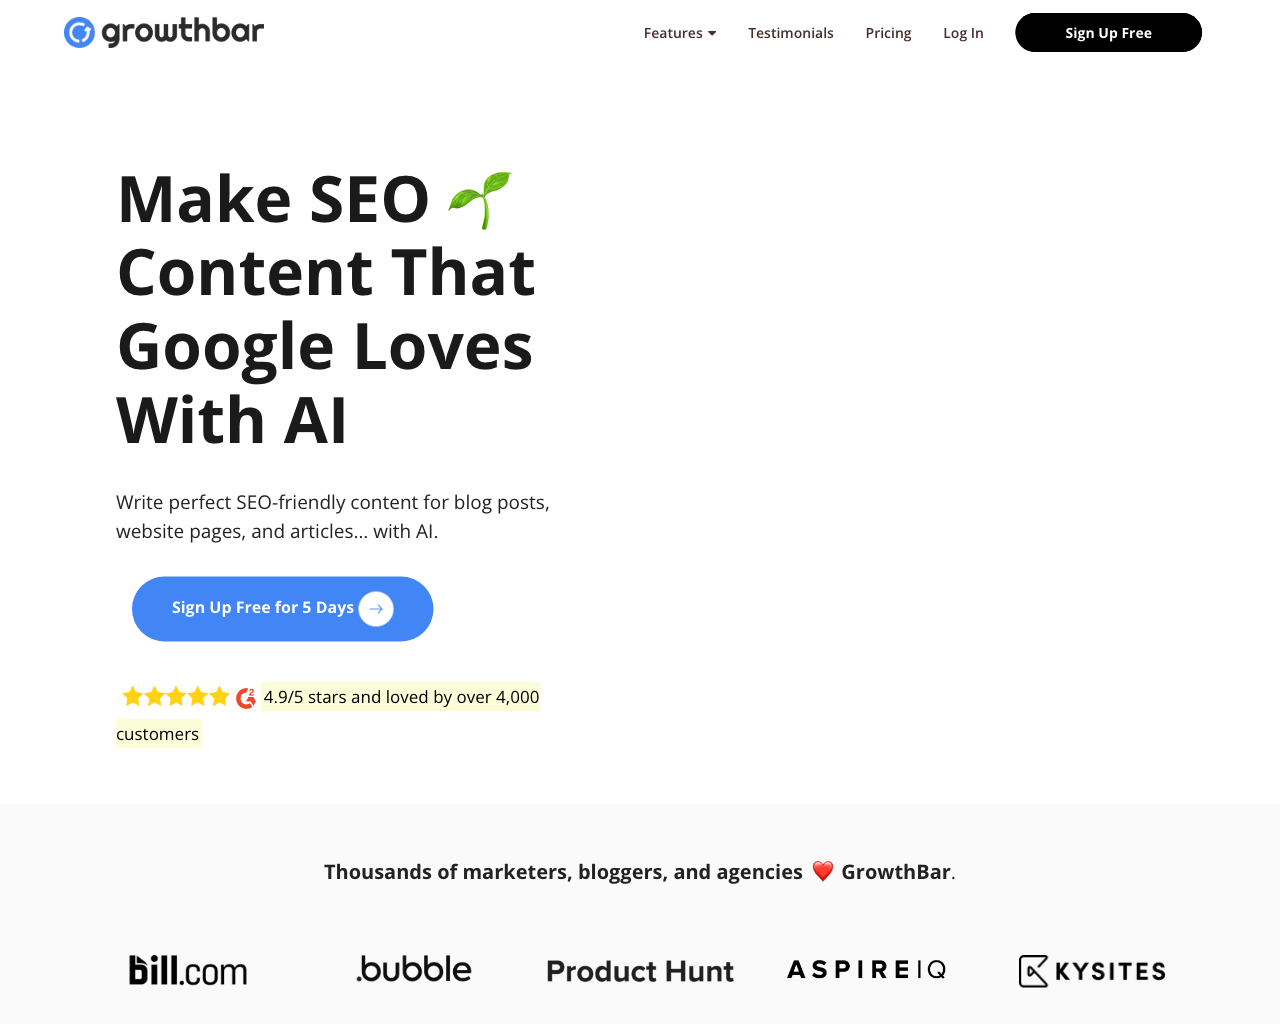 growthbar
Features
Testimonials
Pricing
Log In
Sign Up Free
Make SEO 🌱
Content That
Google Loves
With AI
Write perfect SEO-friendly content for blog posts,
website pages, and articles... with AI.
Sign Up Free for 5 Days
4.9/5 stars and loved by over 4,000
customers
Thousands of marketers, bloggers, and agencies ❤️ GrowthBar.
bill.com
.bubble
Product Hunt
ASPIREIQ
KYSITES